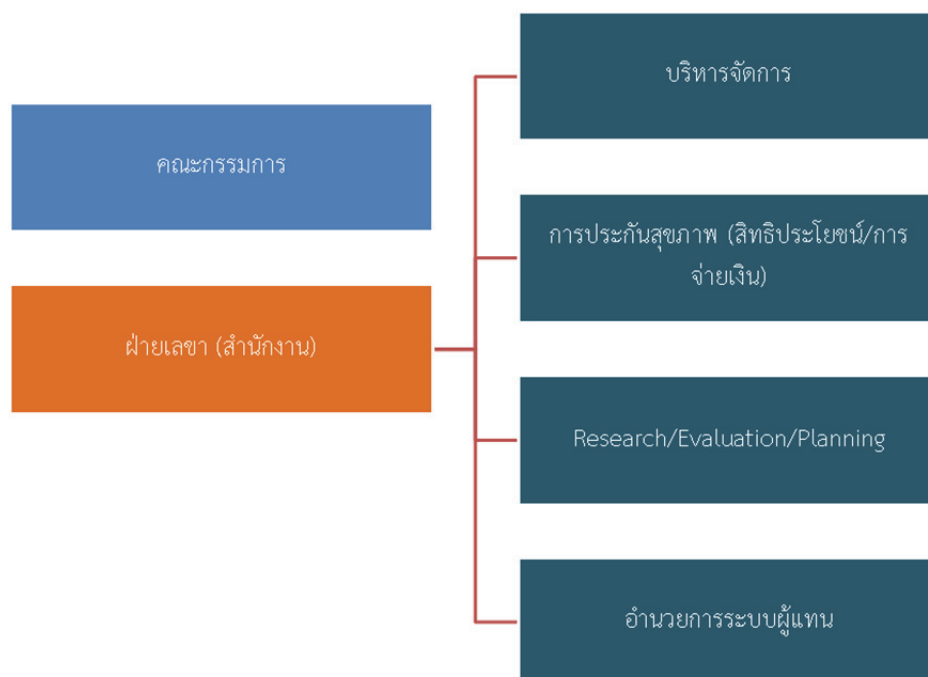 คณะกรรมการ
ฝ่ายเลขา (สำนักงาน)
บริหารจัดการ
การประกันสุขภาพ (สิทธิประโยชน์/การ
จ่ายเงิน)
Research/Evaluation/Planning
อำนวยการระบบผู้แทน